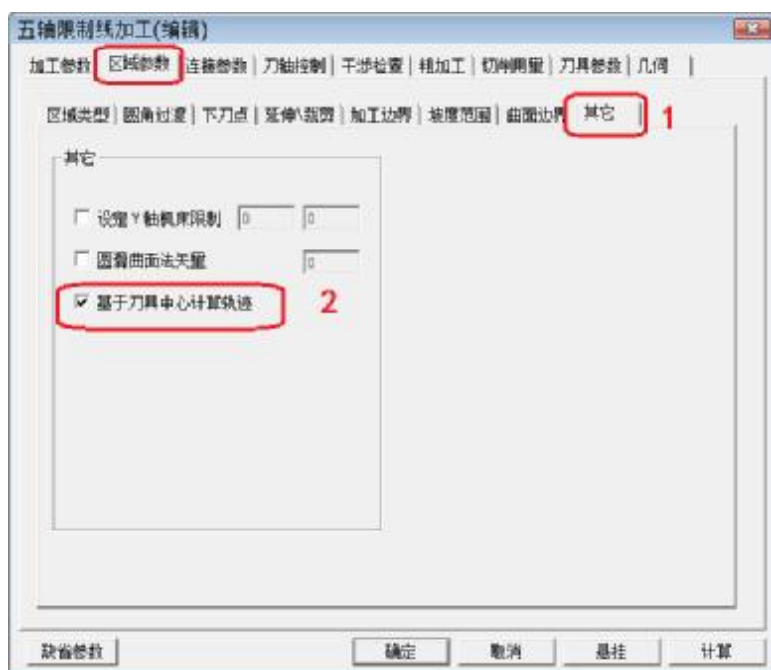 五轴限制线加工(编辑)
加工参数 区域参数 连接参数 刀轴控制 干涉检查 粗加工 切削用量 刀具参数 几何
区域类型 圆角过渡 下刀点 延伸\裁剪 加工边界 坡度范围 曲面边界 其它 1
其它
设定Y轴机床限制 0 0
圆滑曲面法矢量 0
基于刀具中心计算轨迹 2
缺省参数 确定 取消 悬挂 计算